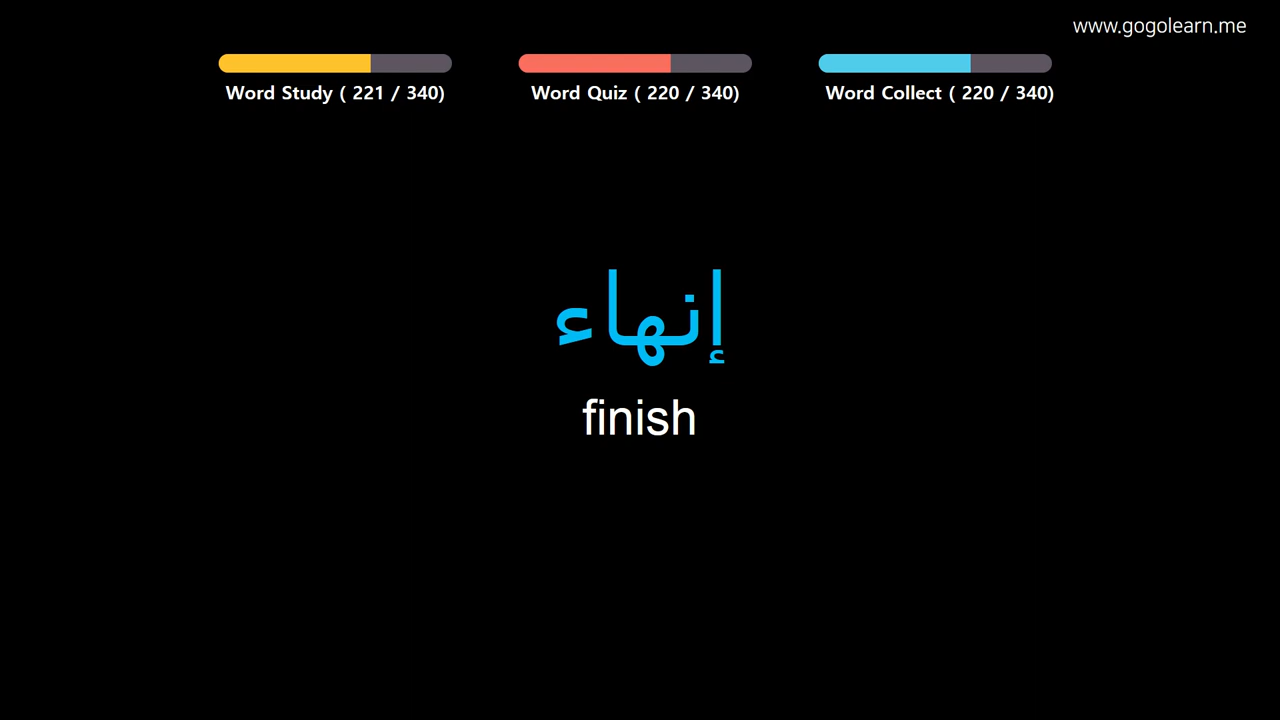 www.gogolearn.me
Word Study ( 221 / 340)
Word Quiz ( 220 / 340)
Word Collect ( 220 / 340)
إنهاء
finish